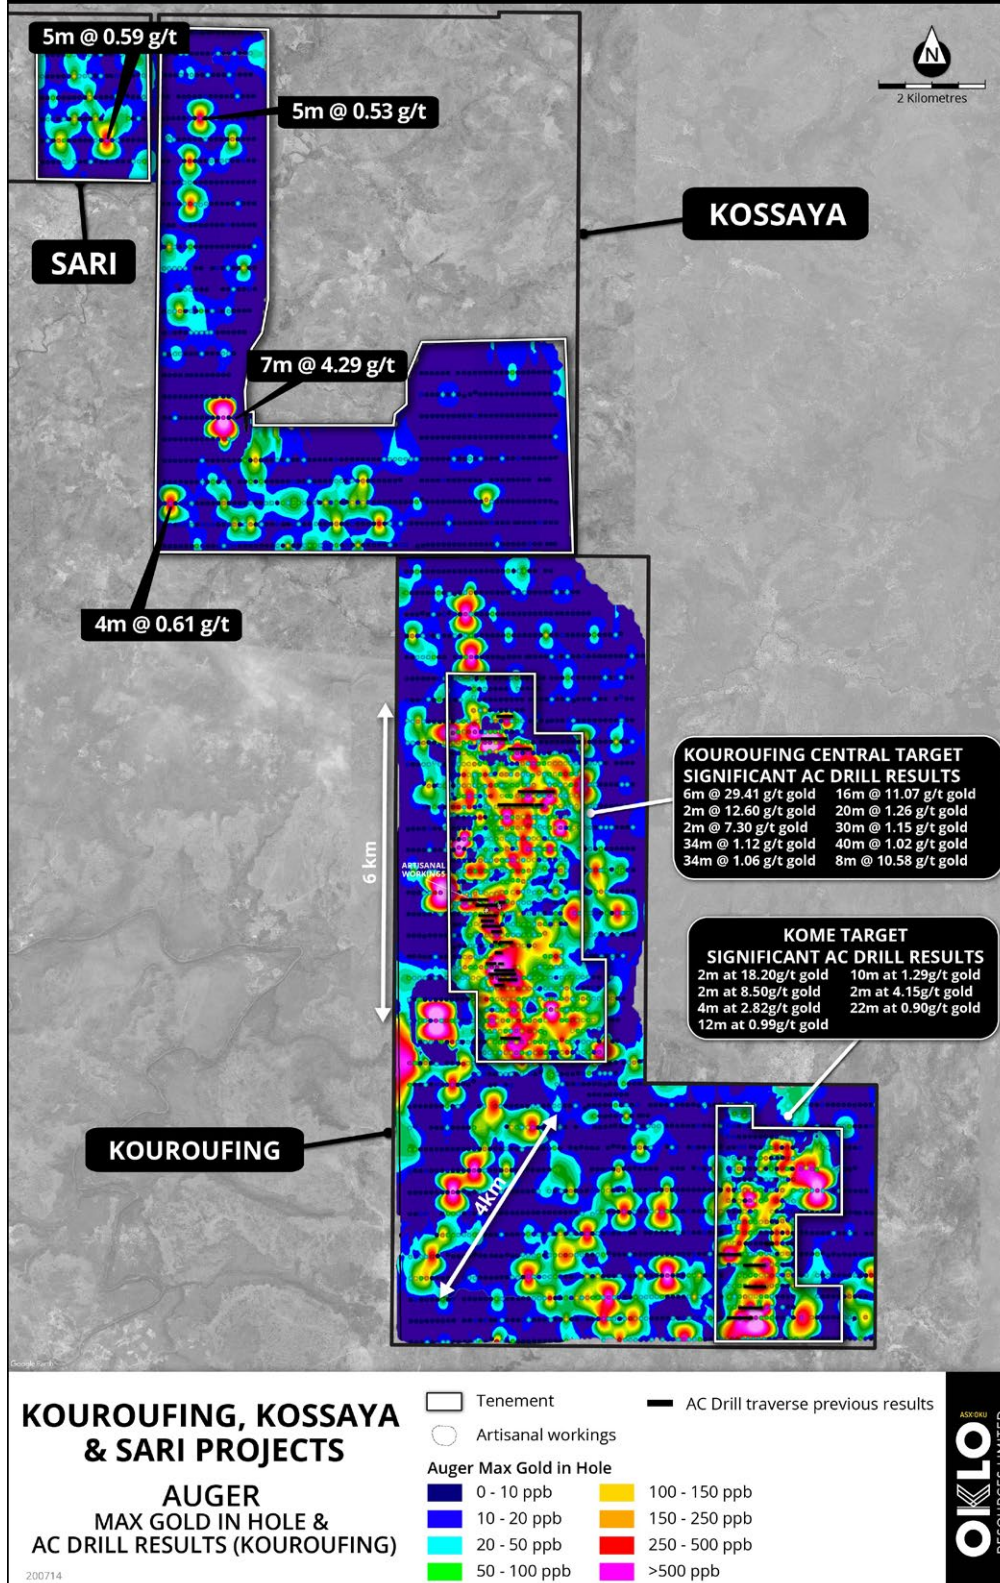 5m @ 0.59 g/t
5m @ 0.53 g/t
N
2 Kilometres
KOSSAYA
SARI
7m @ 4.29 g/t
4m @ 0.61 g/t
KOUROUFING CENTRAL TARGET
SIGNIFICANT AC DRILL RESULTS
6m @ 29.41 g/t gold 16m @ 11.07 g/t gold
2m @ 12.60 g/t gold 20m @ 1.26 g/t gold
2m @ 7.30 g/t gold 30m @ 1.15 g/t gold
34m @ 1.12 g/t gold 40m @ 1.02 g/t gold
34m @ 1.06 g/t gold 8m @ 10.58 g/t gold
6 km
ARTISANAL
WORKINGS
KOME TARGET
SIGNIFICANT AC DRILL RESULTS
2m at 18.20g/t gold 10m at 1.29g/t gold
2m at 8.50g/t gold 2m at 4.15g/t gold
4m at 2.82g/t gold 22m at 0.90g/t gold
12m at 0.99g/t gold
KOUROUFING
4km
Google Earth
KOUROUFING, KOSSAYA
& SARI PROJECTS
AUGER
MAX GOLD IN HOLE &
AC DRILL RESULTS (KOUROUFING)
200714
Tenement
AC Drill traverse previous results
Artisanal workings
Auger Max Gold in Hole
0 - 10 ppb
10 - 20 ppb
20 - 50 ppb
50 - 100 ppb
100 - 150 ppb
150 - 250 ppb
250 - 500 ppb
>500 ppb
ASX:OKU
OKLO
RESOURCES LIMITED